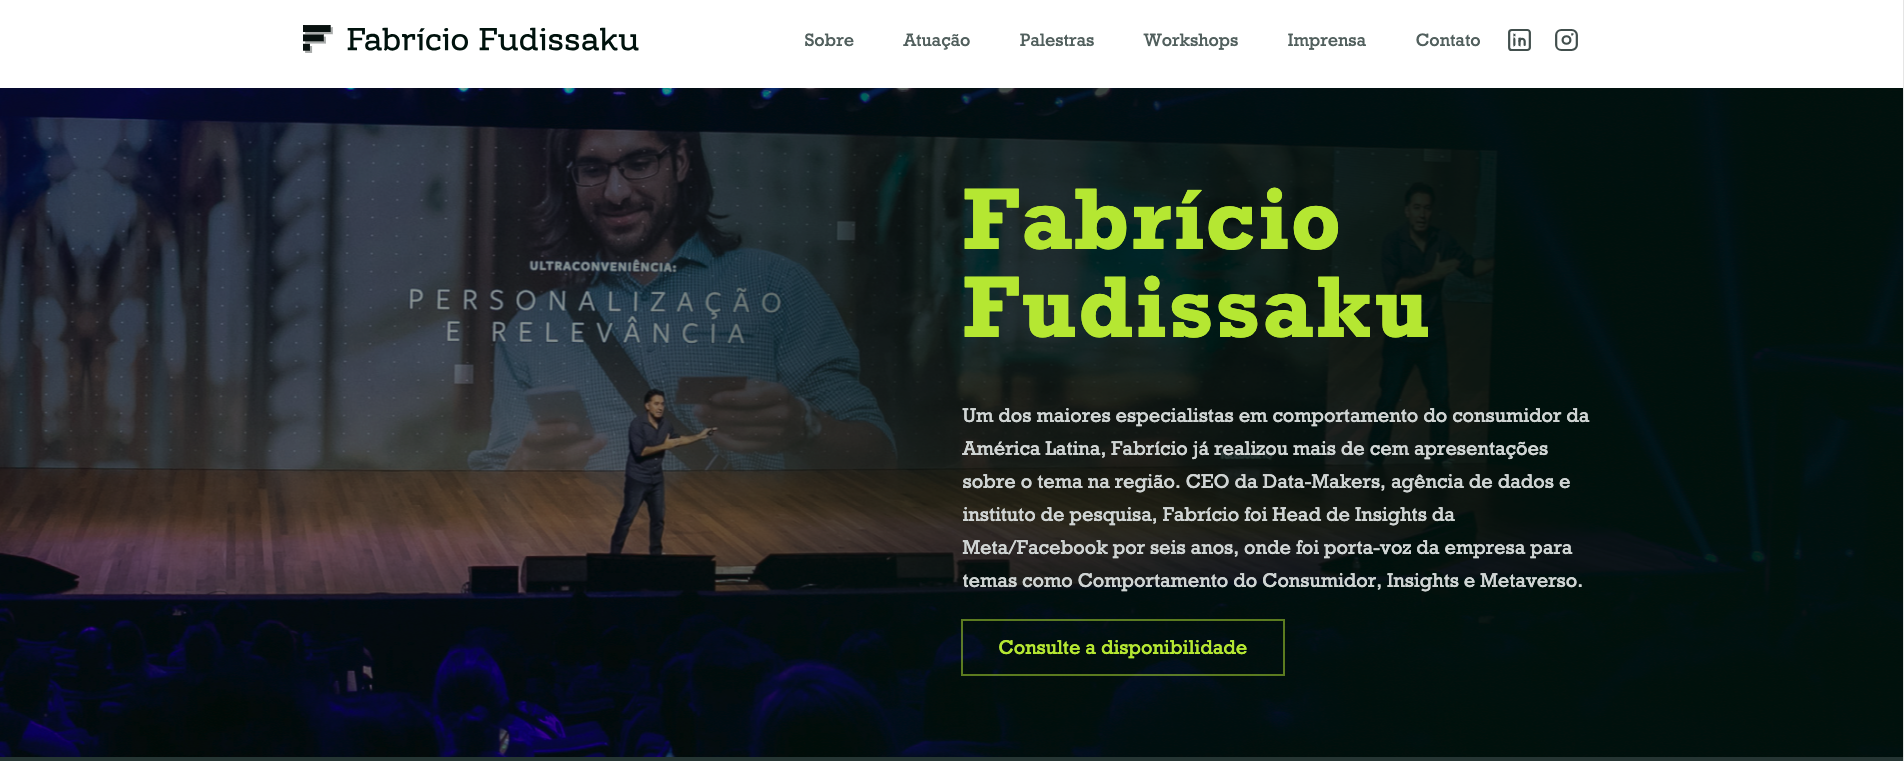 Fabrício Fudissaku
Sobre Atuação Palestras Workshops Imprensa Contato
ULTRACONVENIÊNCIA:
PERSONALIZAÇÃO
E RELEVÂNCIA
Fabrício
Fudissaku
Um dos maiores especialistas em comportamento do consumidor da
América Latina, Fabrício já realizou mais de cem apresentações
sobre o tema na região. CEO da Data-Makers, agência de dados e
instituto de pesquisa, Fabrício foi Head de Insights da
Meta/Facebook por seis anos, onde foi porta-voz da empresa para
temas como Comportamento do Consumidor, Insights e Metaverso.
Consulte a disponibilidade